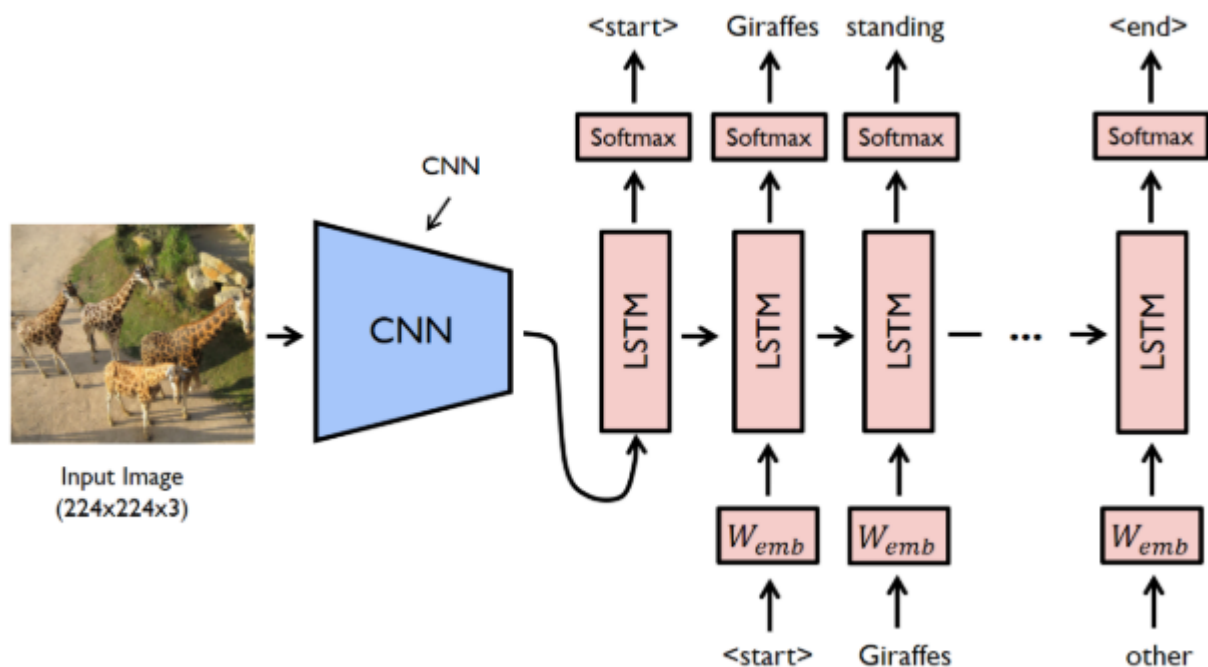 <start> Giraffes standing <end>
Softmax Softmax Softmax Softmax
CNN
CNN
LSTM LSTM LSTM ... LSTM
Input Image
(224x224x3)
W_emb W_emb W_emb
<start> Giraffes other